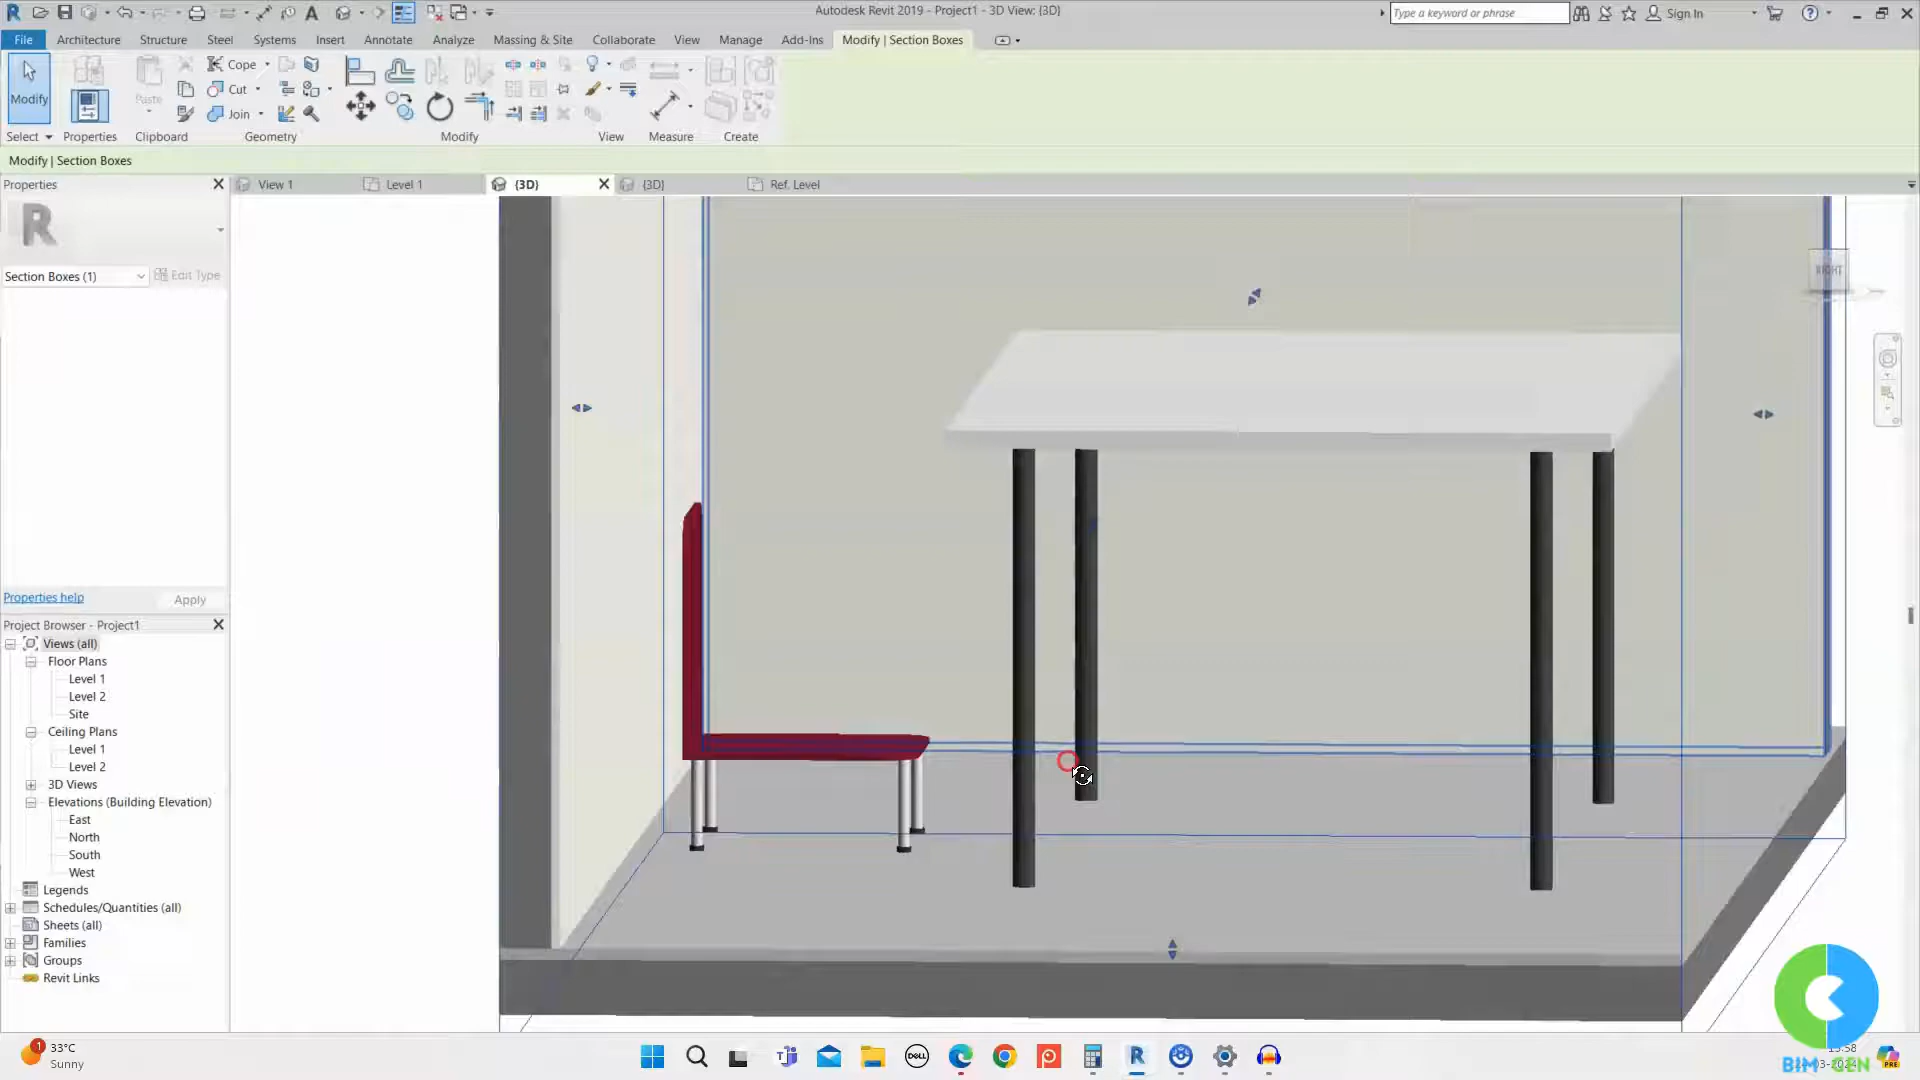 Autodesk Revit 2019 - Project1 - 3D View: {3D}
Type a keyword or phrase
Sign In
File Architecture Structure Steel Systems Insert Annotate Analyze Massing & Site Collaborate View Manage Add-Ins Modify | Section Boxes
Modify Paste Cope
Cut
Join
Select Properties Clipboard Geometry Modify View Measure Create
Modify | Section Boxes
Properties
View 1 Level 1 {3D} {3D} Ref. Level
R
Section Boxes (1) Edit Type
RIGHT
Properties help Apply
Project Browser - Project1
Views (all)
Floor Plans
Level 1
Level 2
Site
Ceiling Plans
Level 1
Level 2
3D Views
Elevations (Building Elevation)
East
North
South
West
Legends
Schedules/Quantities (all)
Sheets (all)
Families
Groups
Revit Links
1
33°C
Sunny
DELL
PRE